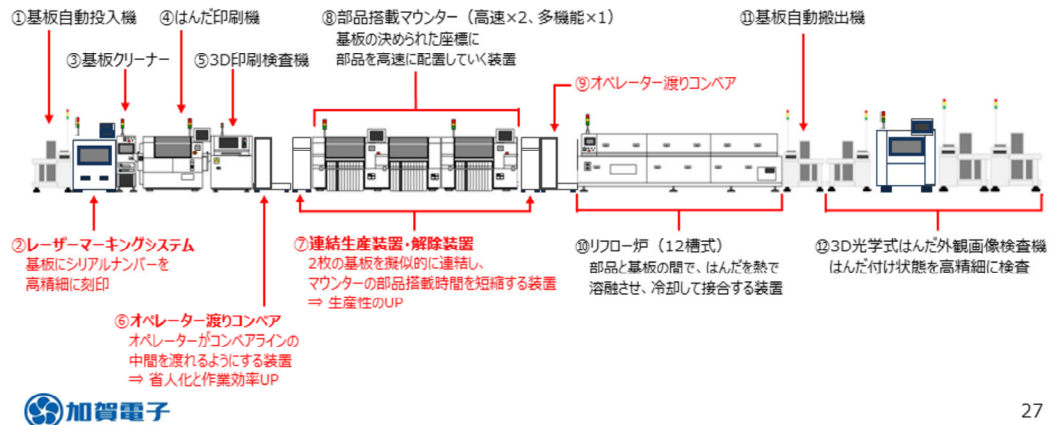 ①基板自動投入機
④はんだ印刷機
⑧部品搭載マウンター（高速×2、多機能×1）
基板の決められた座標に
部品を高速に配置していく装置
⑪基板自動搬出機
③基板クリーナー
⑤3D印刷検査機
⑨オペレーター渡りコンベア
②レーザーマーキングシステム
基板にシリアルナンバーを
高精細に刻印
⑥オペレーター渡りコンベア
オペレーターがコンベアラインの
中間を渡れるようにする装置
⇒ 省人化と作業効率UP
⑦連結生産装置・解除装置
2枚の基板を擬似的に連結し、
マウンターの部品搭載時間を短縮する装置
⇒ 生産性のUP
⑩リフロー炉（12槽式）
部品と基板の間で、はんだを熱で
溶融させ、冷却して接合する装置
⑫3D光学式はんだ外観画像検査機
はんだ付け状態を高精細に検査
加賀電子
27